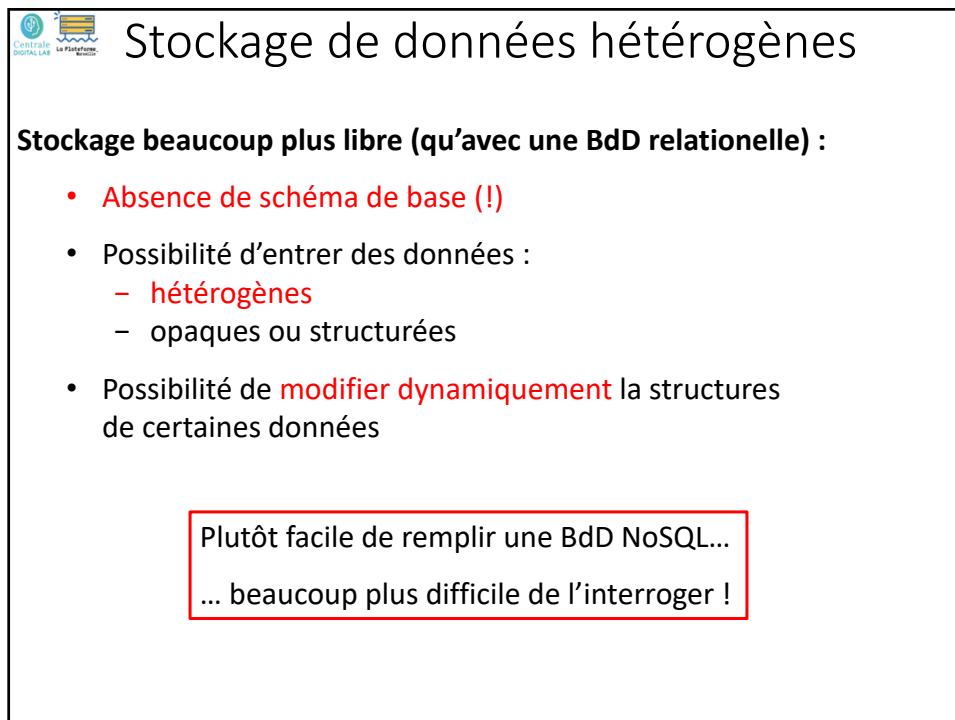 Centrale
DIGITAL LAB
La Plateforme_
Marseille
Stockage de données hétérogènes
Stockage beaucoup plus libre (qu’avec une BdD relationelle) :
• Absence de schéma de base (!)
• Possibilité d’entrer des données :
− hétérogènes
− opaques ou structurées
• Possibilité de modifier dynamiquement la structures
de certaines données
Plutôt facile de remplir une BdD NoSQL…
… beaucoup plus difficile de l’interroger !